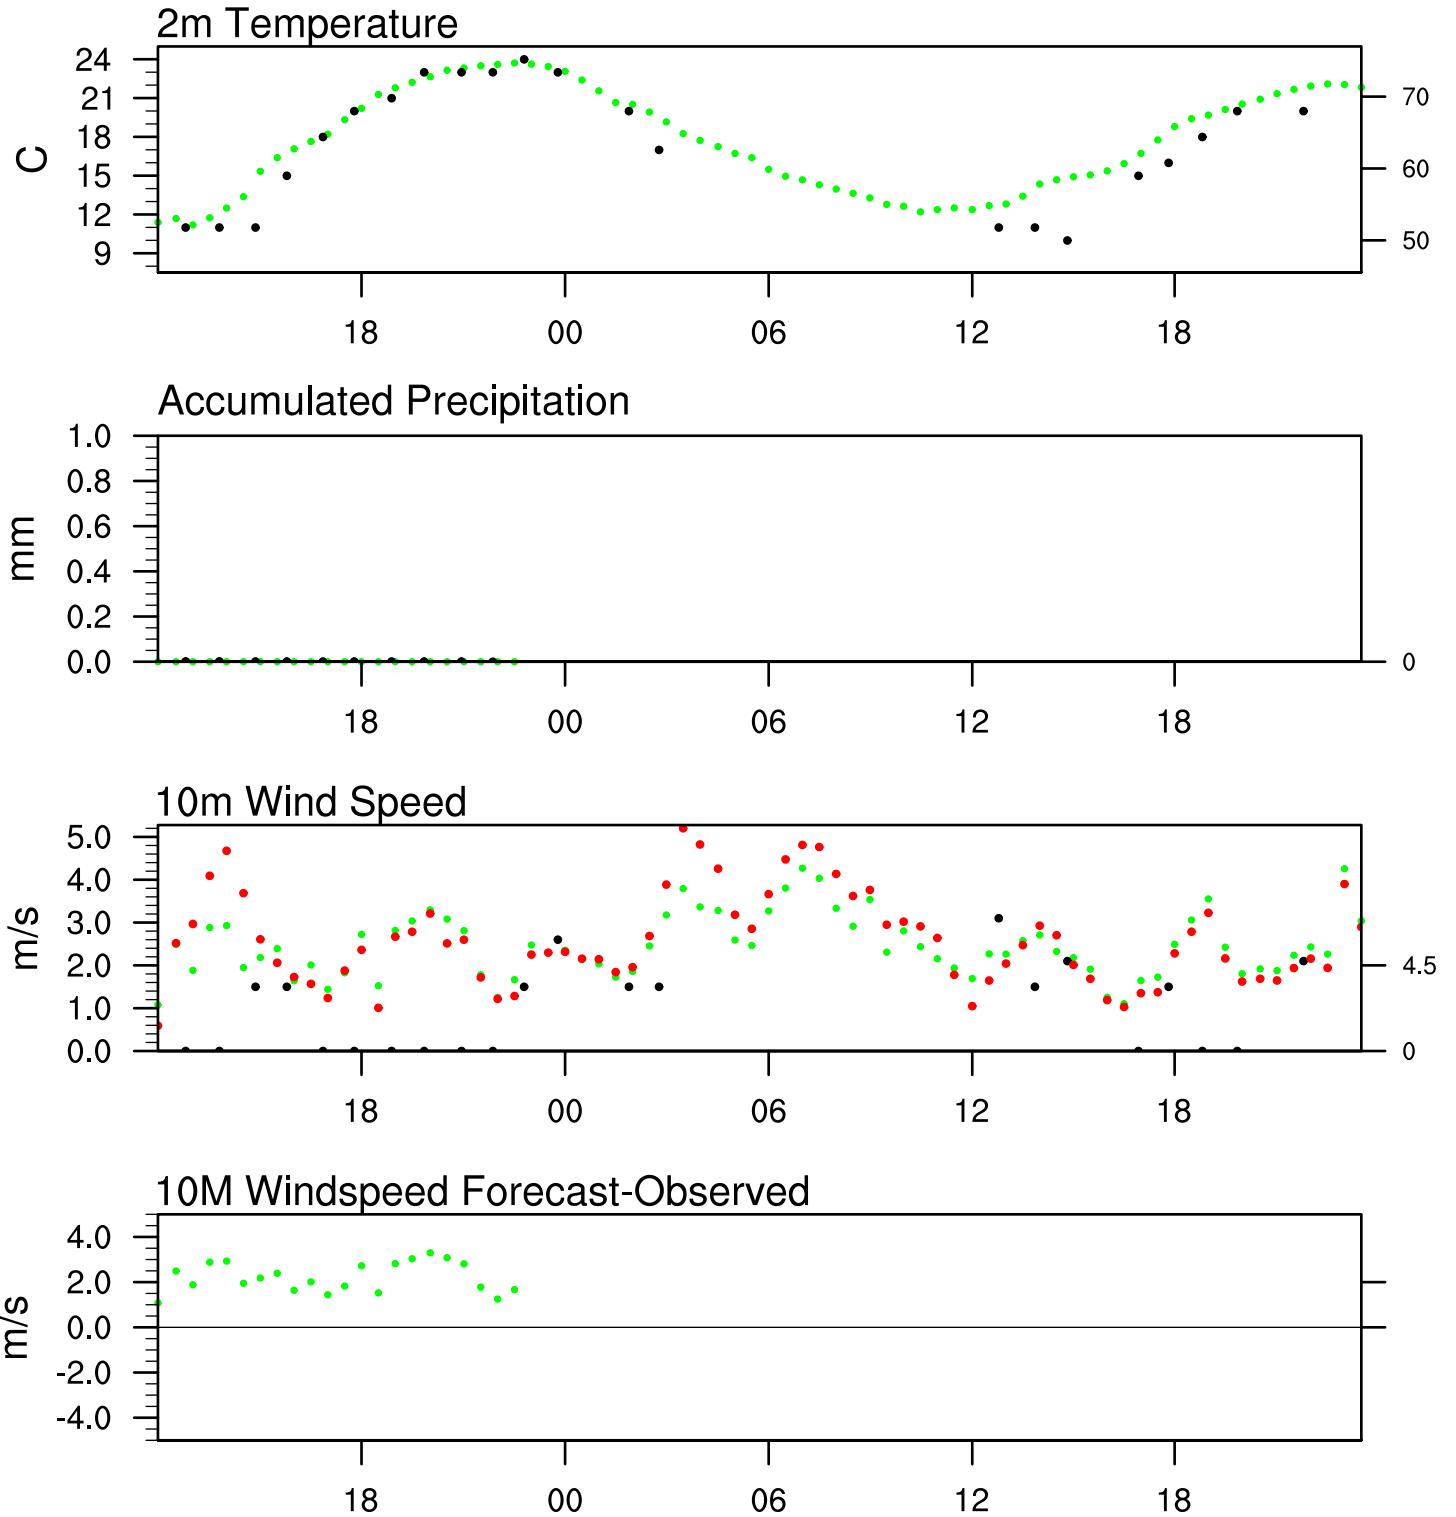 2m Temperature
24
21
18
15
12
9
C
70
60
50
18 00 06 12 18
Accumulated Precipitation
1.0
0.8
0.6
0.4
0.2
0.0
mm
0
18 00 06 12 18
10m Wind Speed
5.0
4.0
3.0
2.0
1.0
0.0
m/s
4.5
0
18 00 06 12 18
10M Windspeed Forecast-Observed
4.0
2.0
0.0
-2.0
-4.0
m/s
18 00 06 12 18